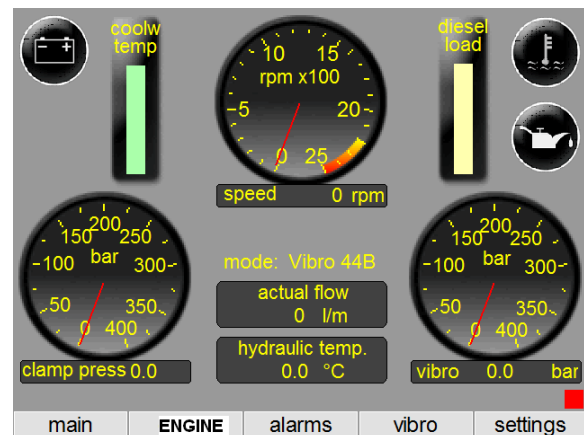 coolw
temp
diesel
load
10 15
rpm x100
5 20
0 25
speed 0 rpm
200
150 250
bar
100 300
50 350
0 400
clamp press 0.0
mode: Vibro 44B
actual flow
0 l/m
hydraulic temp.
0.0 °C
200
150 250
bar
100 300
50 350
0 400
vibro 0.0 bar
main ENGINE alarms vibro settings